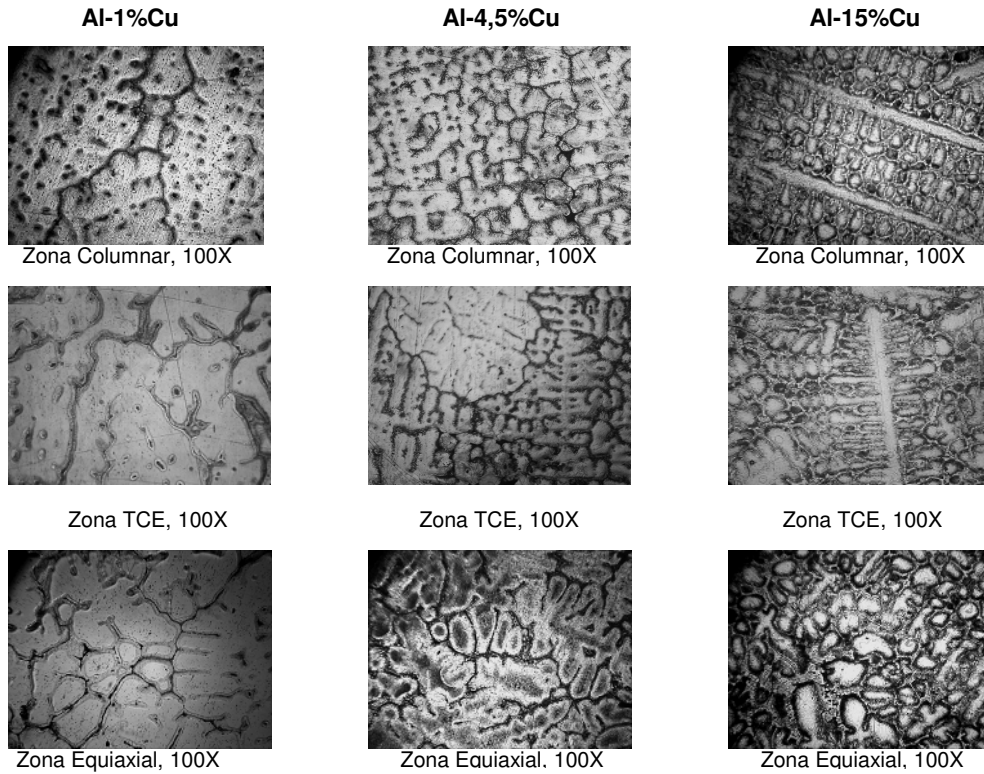 Al-1%Cu Al-4,5%Cu Al-15%Cu
Zona Columnar, 100X Zona Columnar, 100X Zona Columnar, 100X
Zona TCE, 100X Zona TCE, 100X Zona TCE, 100X
Zona Equiaxial, 100X Zona Equiaxial, 100X Zona Equiaxial, 100X